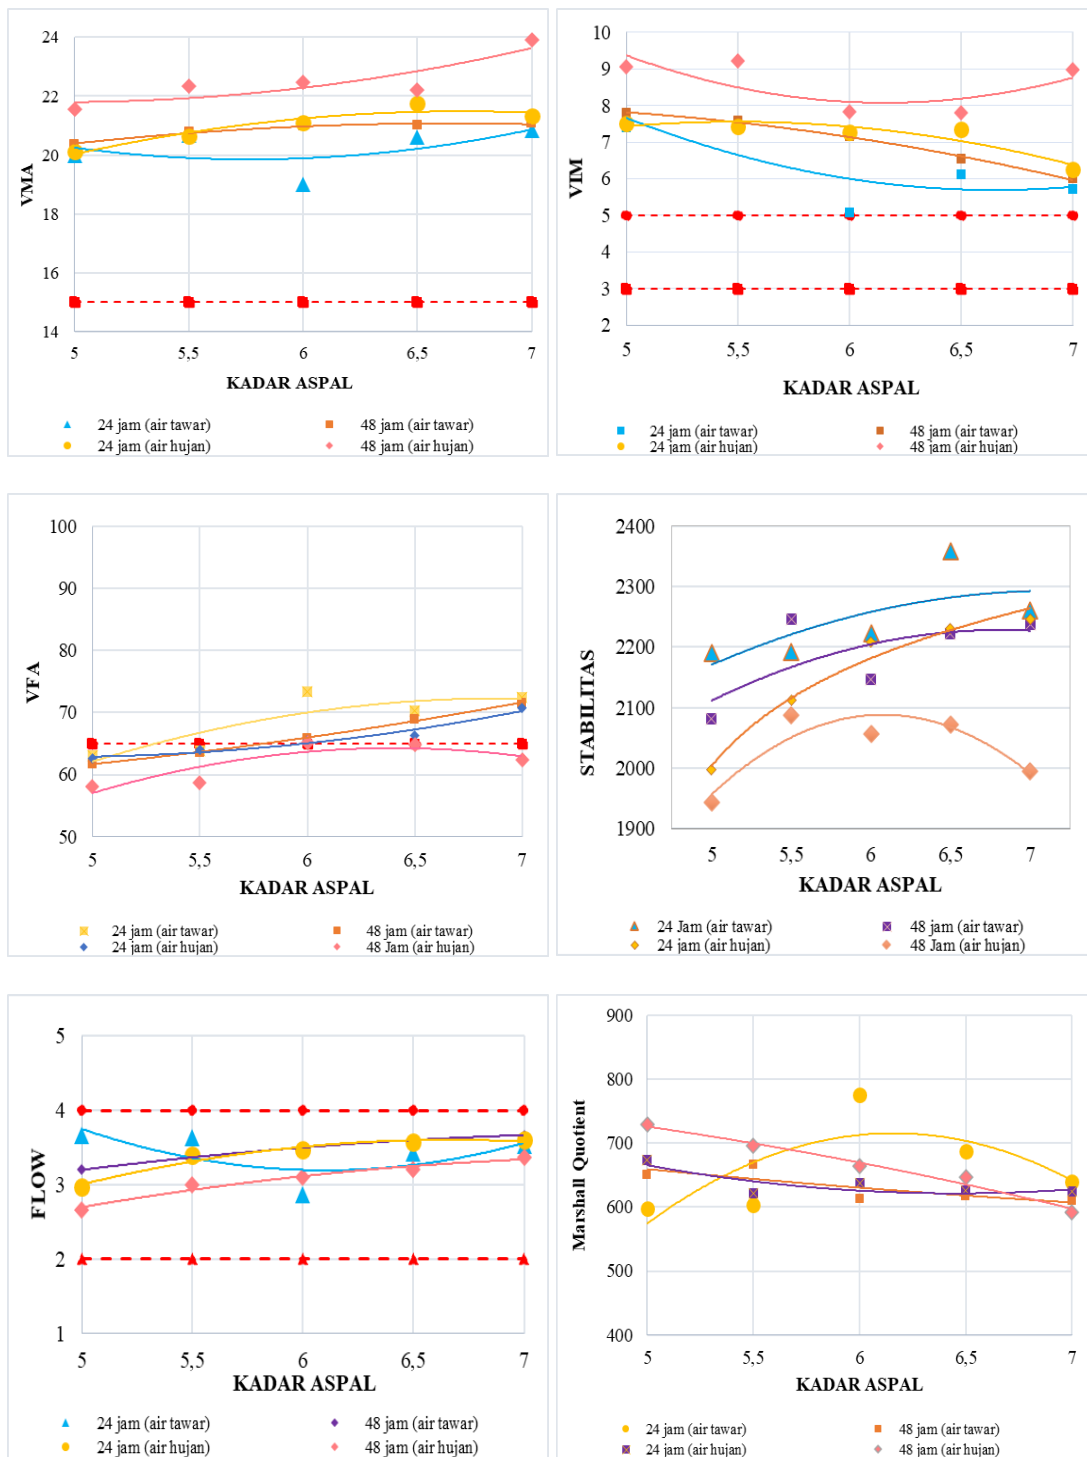 24
22
20
18
16
14
VMA
5 5,5 6 6,5 7
KADAR ASPAL
24 jam (air tawar) 48 jam (air tawar)
24 jam (air hujan) 48 jam (air hujan)
10
9
8
7
6
5
4
3
2
VIM
5 5,5 6 6,5 7
KADAR ASPAL
24 jam (air tawar) 48 jam (air tawar)
24 jam (air hujan) 48 jam (air hujan)
100
90
80
70
60
50
VFA
5 5,5 6 6,5 7
KADAR ASPAL
24 jam (air tawar) 48 jam (air tawar)
24 jam (air hujan) 48 Jam (air hujan)
2400
2300
2200
2100
2000
1900
STABILITAS
5 5,5 6 6,5 7
KADAR ASPAL
24 Jam (air tawar) 48 jam (air tawar)
24 jam (air hujan) 48 Jam (air hujan)
5
4
3
2
1
FLOW
5 5,5 6 6,5 7
KADAR ASPAL
24 jam (air tawar) 48 jam (air tawar)
24 jam (air hujan) 48 jam (air hujan)
900
800
700
600
500
400
Marshall Quotient
5 5,5 6 6,5 7
KADAR ASPAL
24 jam (air tawar) 48 jam (air tawar)
24 jam (air hujan) 48 jam (air hujan)